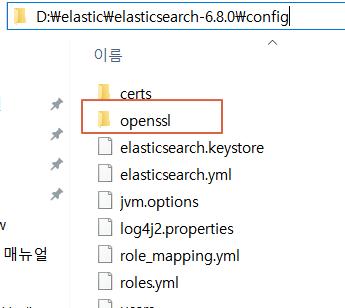 D:₩elastic₩elasticsearch-6.8.0₩config
이름
certs
openssl
elasticsearch.keystore
elasticsearch.yml
jvm.options
log4j2.properties
매뉴얼
role_mapping.yml
roles.yml